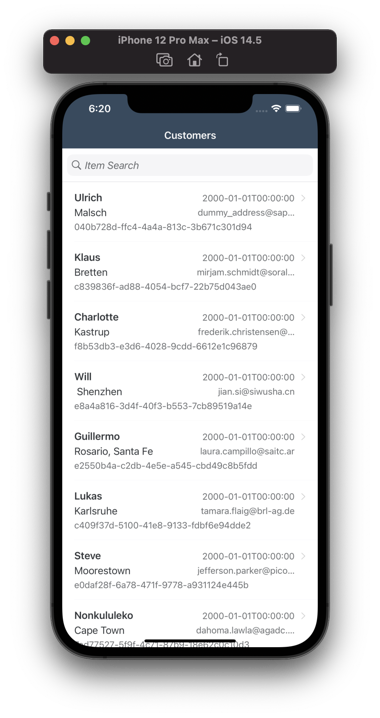 iPhone 12 Pro Max – iOS 14.5
6:20
Customers
Item Search
Ulrich 2000-01-01T00:00:00
Malsch dummy_address@sap...
040b728d-ffc4-4a4a-813c-3b671c301d94
Klaus 2000-01-01T00:00:00
Bretten mirjam.schmidt@soral...
c839836f-ad88-4054-bcf7-22b75d043ae0
Charlotte 2000-01-01T00:00:00
Kastrup frederik.christensen@...
f8b53db3-e3d6-4028-9cdd-6612e1c96879
Will 2000-01-01T00:00:00
Shenzhen jian.si@siwusha.cn
e8a4a816-3d4f-40f3-b553-7cb89519a14e
Guillermo 2000-01-01T00:00:00
Rosario, Santa Fe laura.campillo@saitc.ar
e2550b4a-c2db-4e5e-a545-cbd49c8b5fdd
Lukas 2000-01-01T00:00:00
Karlsruhe tamara.flaig@brl-ag.de
c409f37d-5100-41e8-9133-fdbf6e94dde2
Steve 2000-01-01T00:00:00
Moorestown jefferson.parker@pico...
e0daf28f-6a78-471f-9778-a931124e445b
Nonkululeko 2000-01-01T00:00:00
Cape Town dahoma.lawla@agadc....